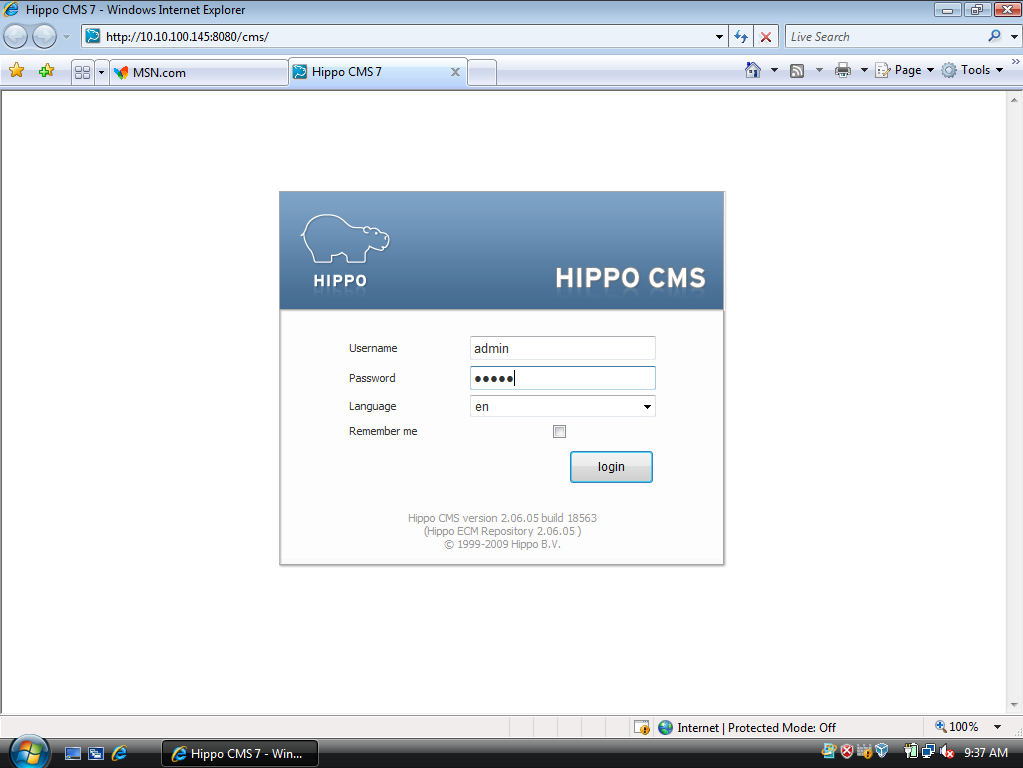 Hippo CMS 7 - Windows Internet Explorer
http://10.10.100.145:8080/cms/
Live Search
MSN.com
Hippo CMS 7
Page
Tools
HIPPO
HIPPO CMS
Username
admin
Password
Language
en
Remember me
login
Hippo CMS version 2.06.05 build 18563
(Hippo ECM Repository 2.06.05 )
© 1999-2009 Hippo B.V.
Internet | Protected Mode: Off
100%
Hippo CMS 7 - Win...
9:37 AM